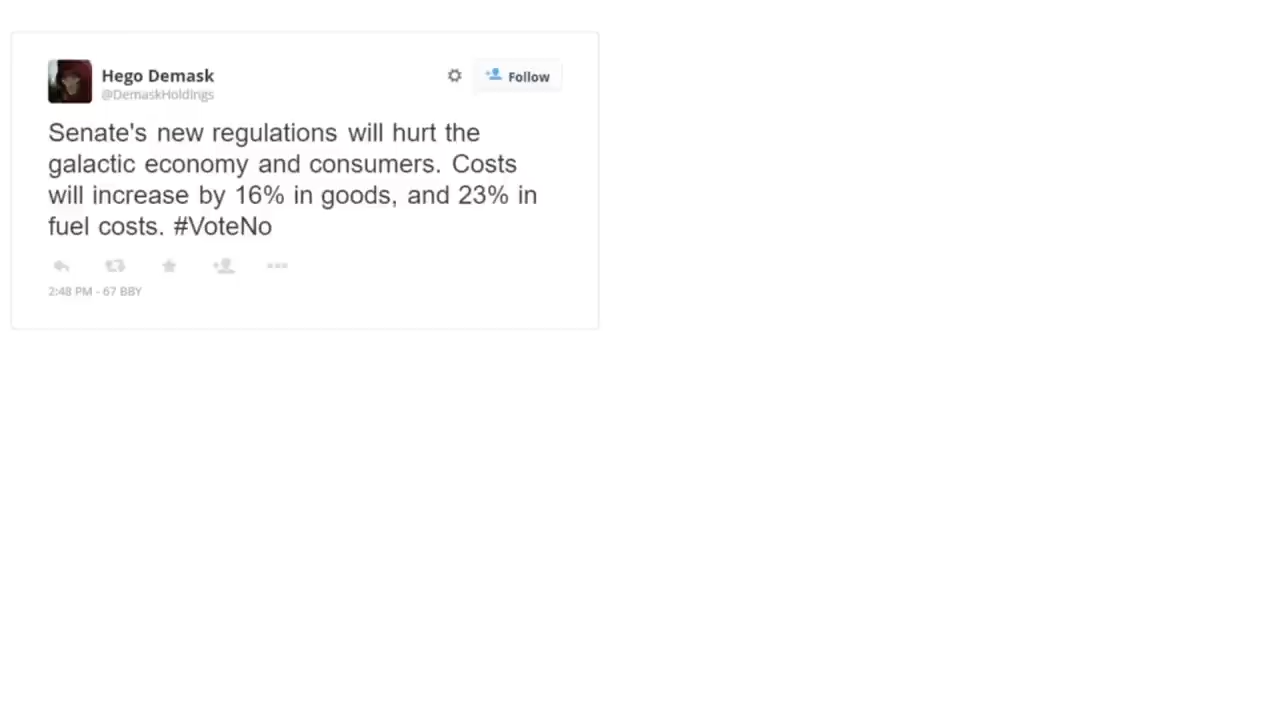 Hego Demask
Follow
@DemaskHoldings
Senate's new regulations will hurt the
galactic economy and consumers. Costs
will increase by 16% in goods, and 23% in
fuel costs. #VoteNo
2:48 PM - 67 BBY